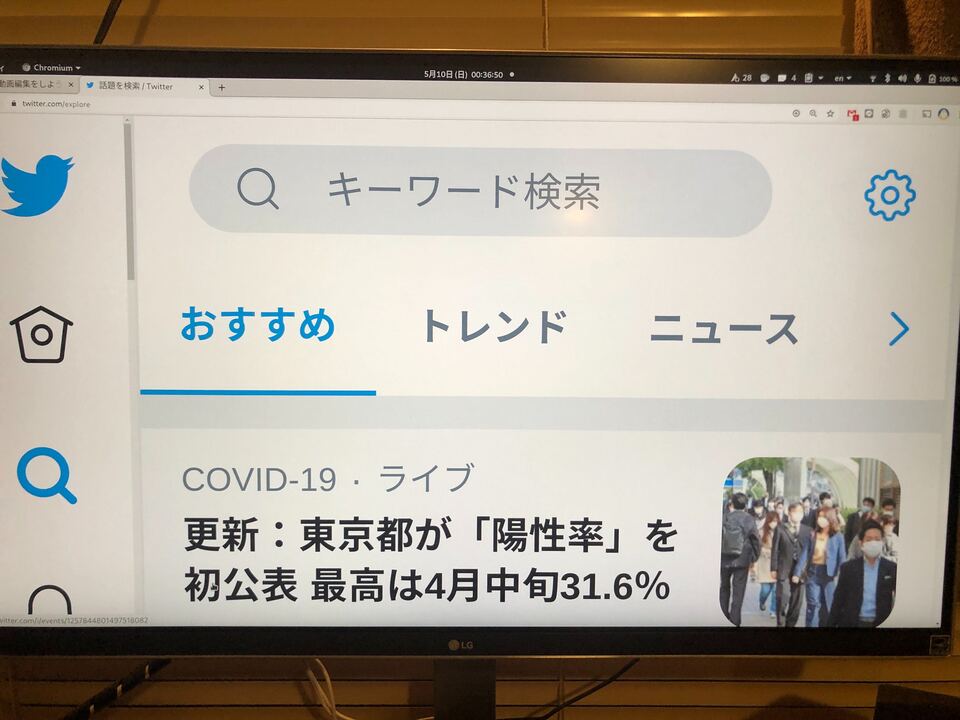 Chromium
5月10日(日) 00:36:50
28
4
en
100 %
動画編集をしよう
話題を検索 / Twitter
twitter.com/explore
キーワード検索
おすすめ
トレンド
ニュース
COVID-19 · ライブ
更新：東京都が「陽性率」を
初公表 最高は4月中旬31.6%
witter.com/i/events/1257844801497518082
LG